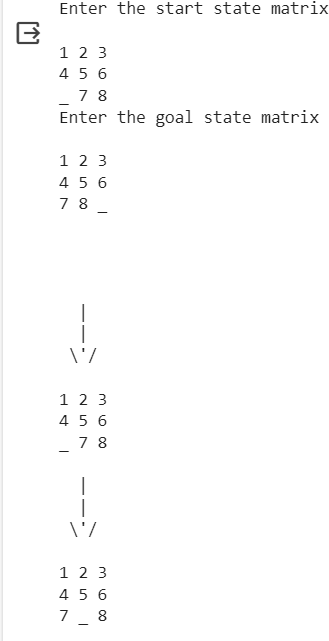 Enter the start state matrix
1 2 3
4 5 6
_ 7 8
Enter the goal state matrix
1 2 3
4 5 6
7 8 _
|
|
\'/
1 2 3
4 5 6
_ 7 8
|
|
\'/
1 2 3
4 5 6
7 _ 8